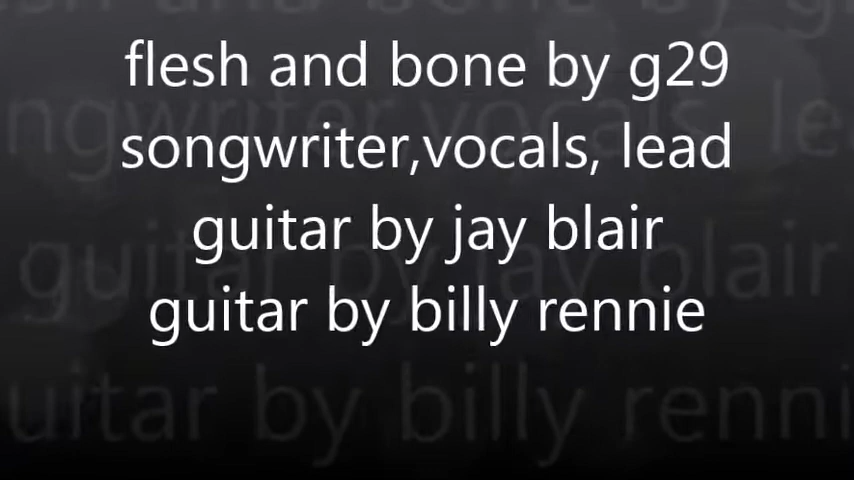 flesh and bone by g29
songwriter,vocals, lead
guitar by jay blair
guitar by billy rennie